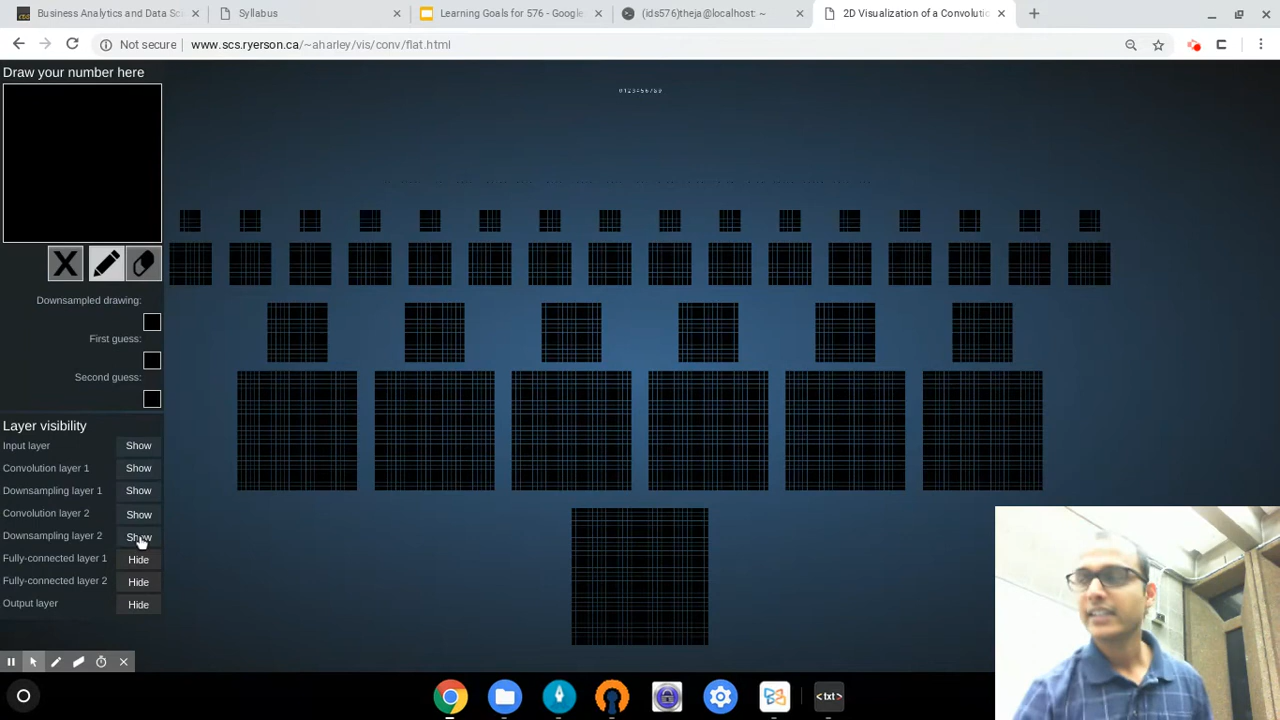 Business Analytics and Data Sci
Syllabus
Learning Goals for 576 - Google
(ids576)theja@localhost: ~
2D Visualization of a Convolutio
Not secure
www.scs.ryerson.ca/~aharley/vis/conv/flat.html
Draw your number here
0123456789
X
Downsampled drawing:
First guess:
Second guess:
Layer visibility
Input layer Show
Convolution layer 1 Show
Downsampling layer 1 Show
Convolution layer 2 Show
Downsampling layer 2 Show
Fully-connected layer 1 Hide
Fully-connected layer 2 Hide
Output layer Hide
<txt>